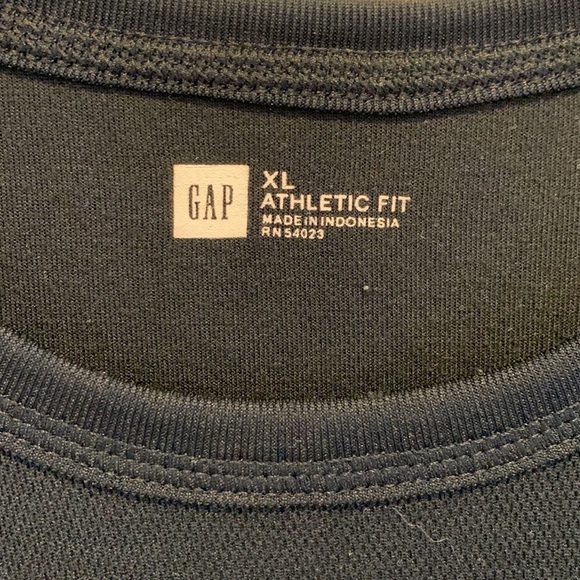 GAP
XL
ATHLETIC FIT
MADE IN INDONESIA
RN 54023